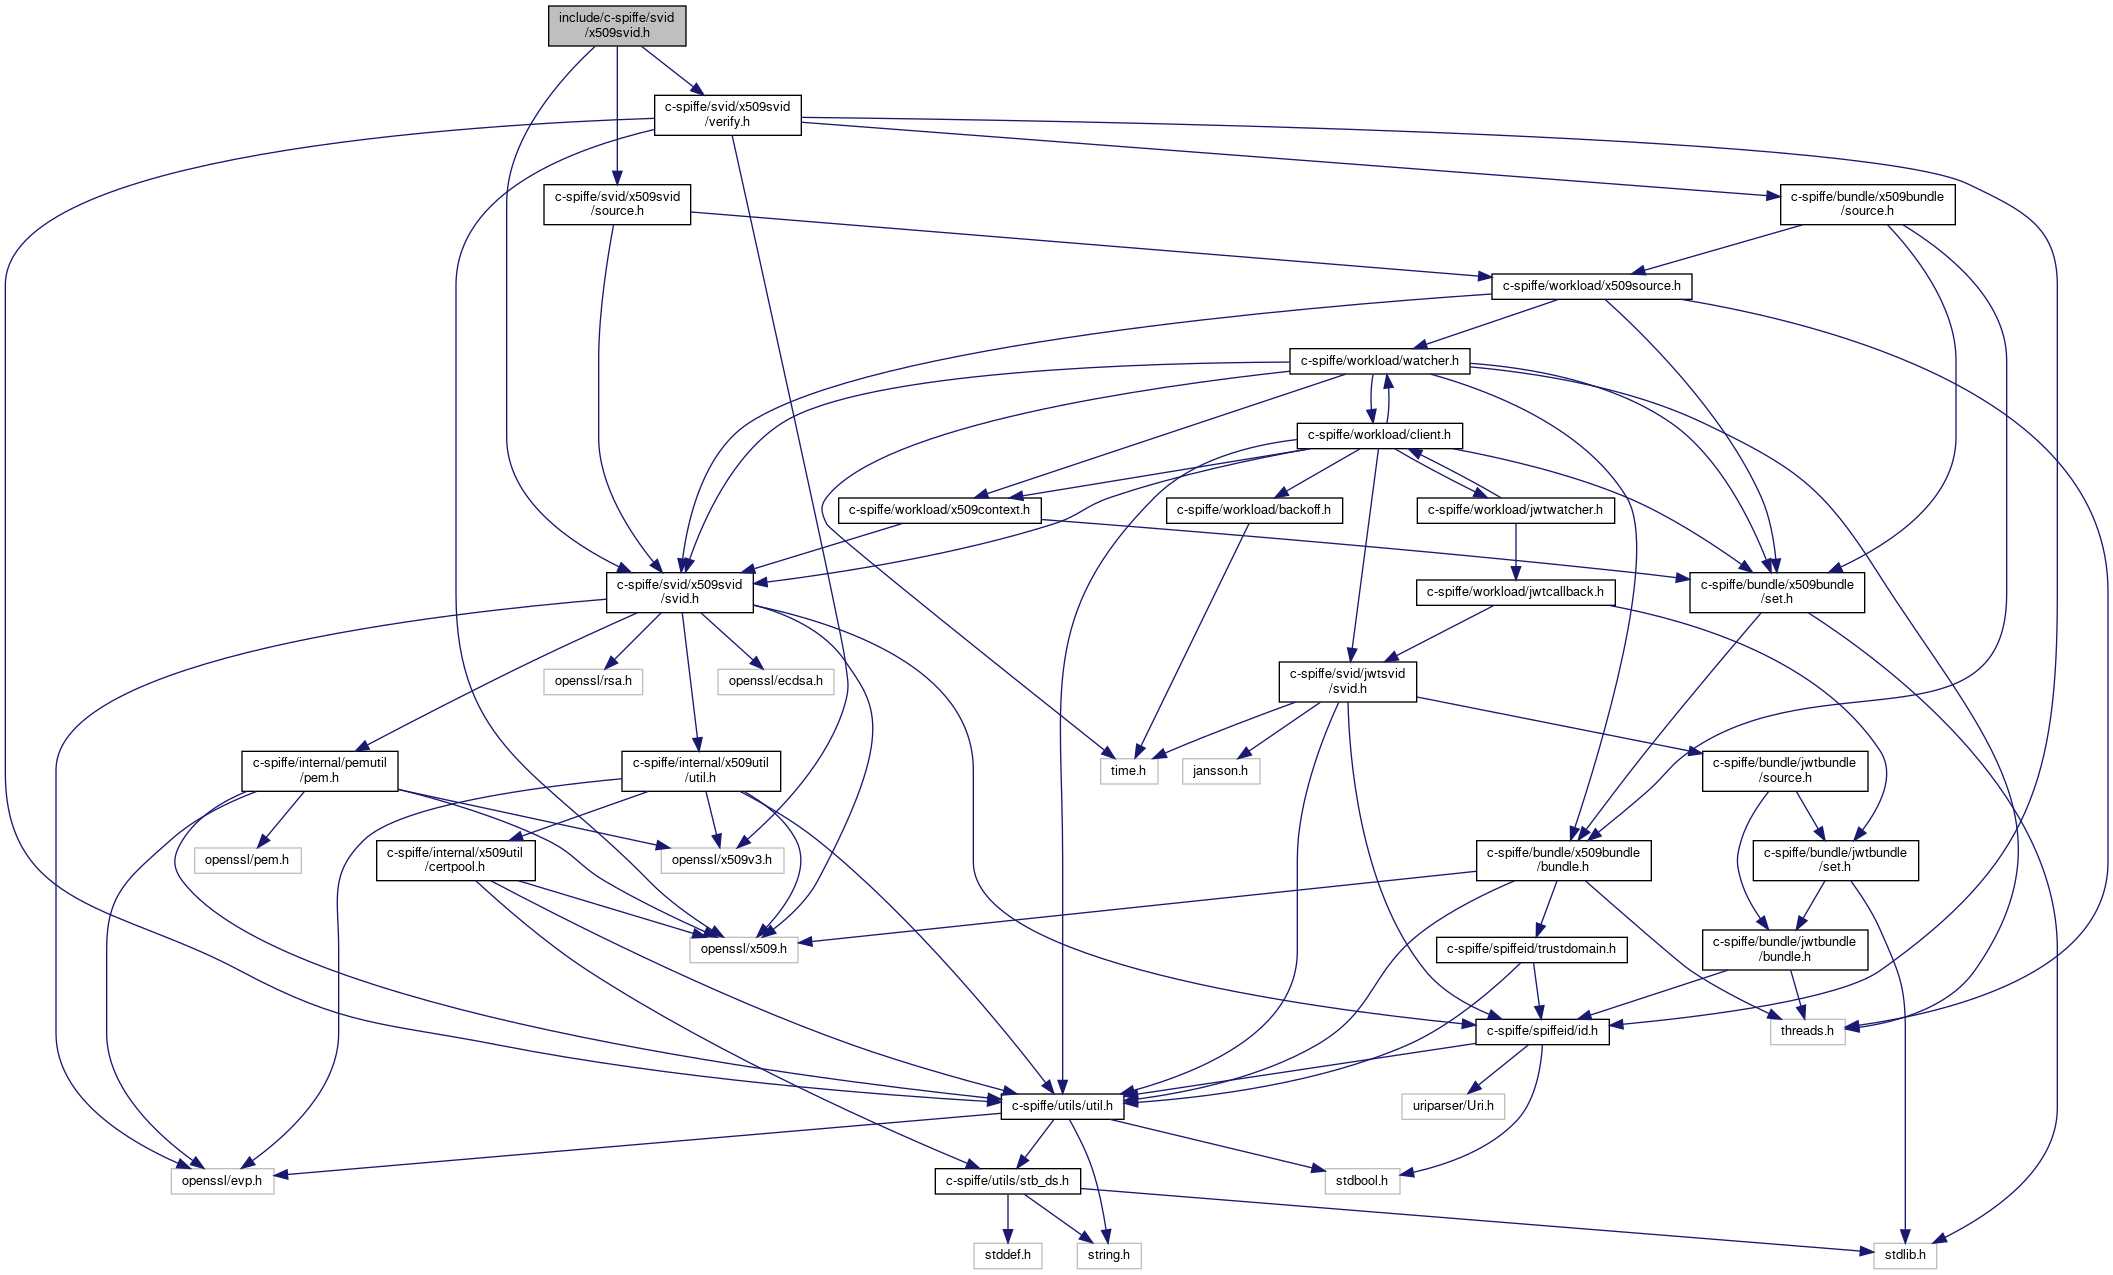 include/c-spiffe/svid
/x509svid.h
c-spiffe/svid/x509svid
/verify.h
c-spiffe/svid/x509svid
/source.h
c-spiffe/bundle/x509bundle
/source.h
c-spiffe/workload/x509source.h
c-spiffe/workload/watcher.h
c-spiffe/workload/client.h
c-spiffe/workload/x509context.h
c-spiffe/workload/backoff.h
c-spiffe/workload/jwtwatcher.h
c-spiffe/svid/x509svid
/svid.h
c-spiffe/workload/jwtcallback.h
c-spiffe/bundle/x509bundle
/set.h
openssl/rsa.h
openssl/ecdsa.h
c-spiffe/svid/jwtsvid
/svid.h
c-spiffe/internal/pemutil
/pem.h
c-spiffe/internal/x509util
/util.h
time.h
jansson.h
c-spiffe/bundle/jwtbundle
/source.h
openssl/pem.h
c-spiffe/internal/x509util
/certpool.h
openssl/x509v3.h
c-spiffe/bundle/x509bundle
/bundle.h
c-spiffe/bundle/jwtbundle
/set.h
openssl/x509.h
c-spiffe/spiffeid/trustdomain.h
c-spiffe/bundle/jwtbundle
/bundle.h
c-spiffe/spiffeid/id.h
threads.h
c-spiffe/utils/util.h
uriparser/Uri.h
openssl/evp.h
c-spiffe/utils/stb_ds.h
stdbool.h
stddef.h
string.h
stdlib.h